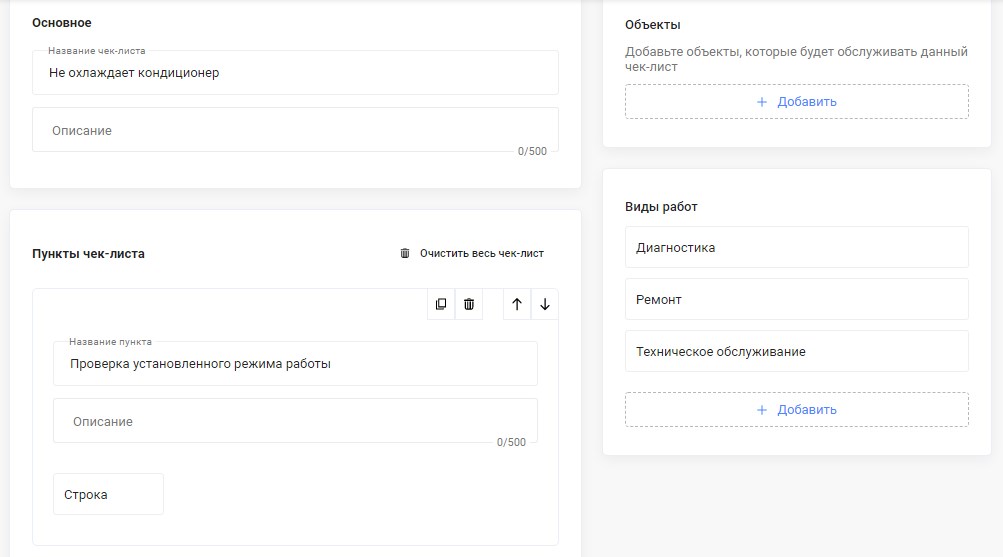 Основное
Название чек-листа
Не охлаждает кондиционер
Описание
0/500
Пункты чек-листа
Очистить весь чек-лист
Название пункта
Проверка установленного режима работы
Описание
0/500
Строка
Объекты
Добавьте объекты, которые будет обслуживать данный
чек-лист
+ Добавить
Виды работ
Диагностика
Ремонт
Техническое обслуживание
+ Добавить